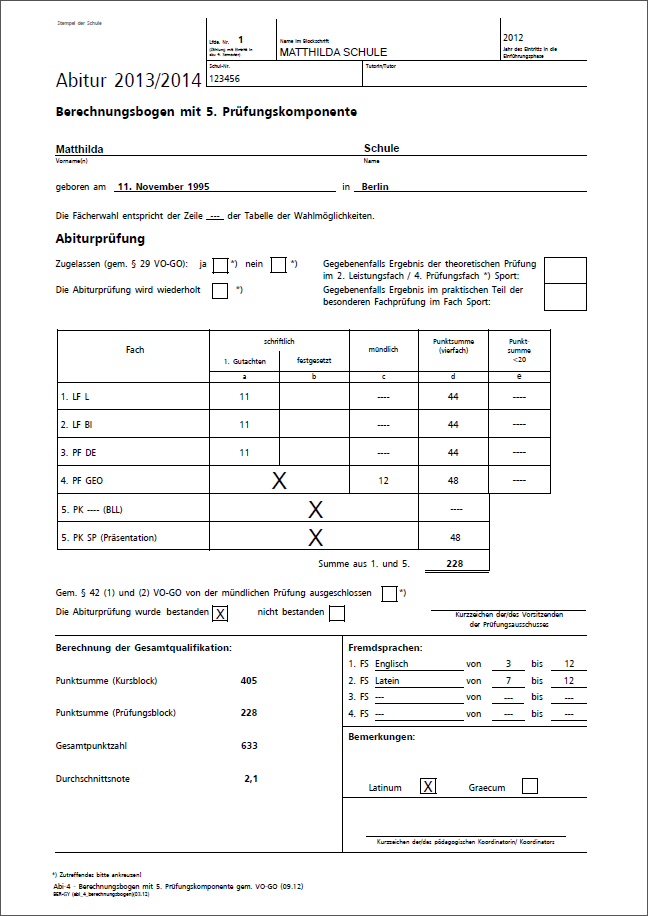 Stempel der Schule
Lfde. Nr. 1
(Zählung mit Eintritt in
das 4. Semester)
Name im Blockschrift
MATTHILDA SCHULE
2012
Jahr des Eintritts in die
Einführungsphase
Abitur 2013/2014
Schul-Nr.
123456
Tutorin/Tutor
Berechnungsbogen mit 5. Prüfungskomponente
Matthilda Schule
Vorname(n) Name
geboren am 11. November 1995 in Berlin
Die Fächerwahl entspricht der Zeile --- der Tabelle der Wahlmöglichkeiten.
Abiturprüfung
Zugelassen (gem. § 29 VO-GO): ja *) nein *)
Die Abiturprüfung wird wiederholt *)
Gegebenenfalls Ergebnis der theoretischen Prüfung
im 2. Leistungsfach / 4. Prüfungsfach *) Sport:
Gegebenenfalls Ergebnis im praktischen Teil der
besonderen Fachprüfung im Fach Sport:
Fach schriftlich mündlich Punktsumme (vierfach) Punkt-summe <20
1. Gutachten festgesetzt
a b c d e
1. LF L 11 ---- 44 ----
2. LF BI 11 ---- 44 ----
3. PF DE 11 ---- 44 ----
4. PF GEO X 12 48 ----
5. PK ---- (BLL) X ----
5. PK SP (Präsentation) X 48
Summe aus 1. und 5. 228
Gem. § 42 (1) und (2) VO-GO von der mündlichen Prüfung ausgeschlossen *)
Die Abiturprüfung wurde bestanden X nicht bestanden
Kurzzeichen der/des Vorsitzenden
der Prüfungsausschusses
Berechnung der Gesamtqualifikation:
Punktsumme (Kursblock) 405
Punktsumme (Prüfungsblock) 228
Gesamtpunktzahl 633
Durchschnittsnote 2,1
Fremdsprachen:
1. FS Englisch von 3 bis 12
2. FS Latein von 7 bis 12
3. FS --- von --- bis ---
4. FS --- von --- bis ---
Bemerkungen:
Latinum X Graecum
Kurzzeichen der/des pädagogischen Koordinatorin/ Koordinators
*) Zutreffendes bitte ankreuzen!
Abi-4 - Berechnungsbogen mit 5. Prüfungskomponente gem. VO-GO (09.12)
BER-GY (abi_4_berechnungsbogen)(03.12)